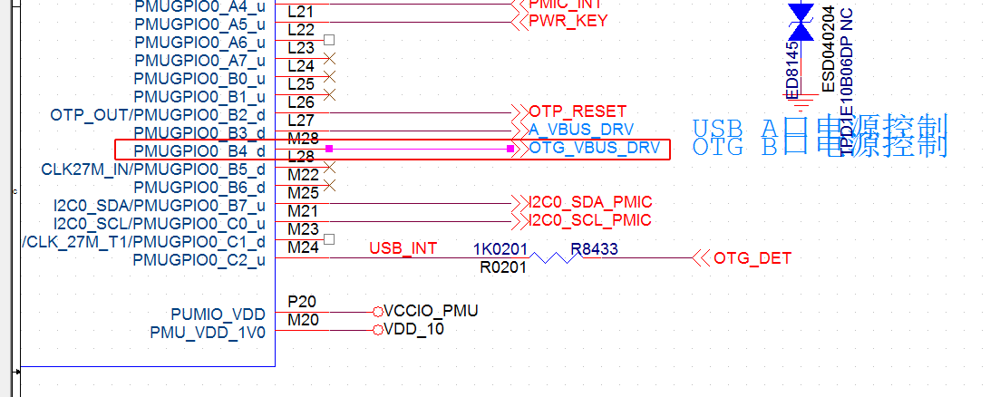 PMUGPIO0_A4_u L21 PMIC_INT
PMUGPIO0_A5_u L22 PWR_KEY
PMUGPIO0_A6_u L23
PMUGPIO0_A7_u L24
PMUGPIO0_B0_u L25
PMUGPIO0_B1_u L26
OTP_OUT/PMUGPIO0_B2_d L27 OTP_RESET
PMUGPIO0_B3_d M28 A_VBUS_DRV USB A口电源控制
PMUGPIO0_B4_d L28 OTG_VBUS_DRV OTG B口电源控制
CLK27M_IN/PMUGPIO0_B5_d M22
PMUGPIO0_B6_d M25
I2C0_SDA/PMUGPIO0_B7_u M21 I2C0_SDA_PMIC
I2C0_SCL/PMUGPIO0_C0_u M23 I2C0_SCL_PMIC
/CLK_27M_T1/PMUGPIO0_C1_d M24
PMUGPIO0_C2_u USB_INT 1K0201 R8433 OTG_DET
R0201
PUMIO_VDD P20 VCCIO_PMU
PMU_VDD_1V0 M20 VDD_10
ED8145
ESD040204
TPD1E10B06DP NC
C